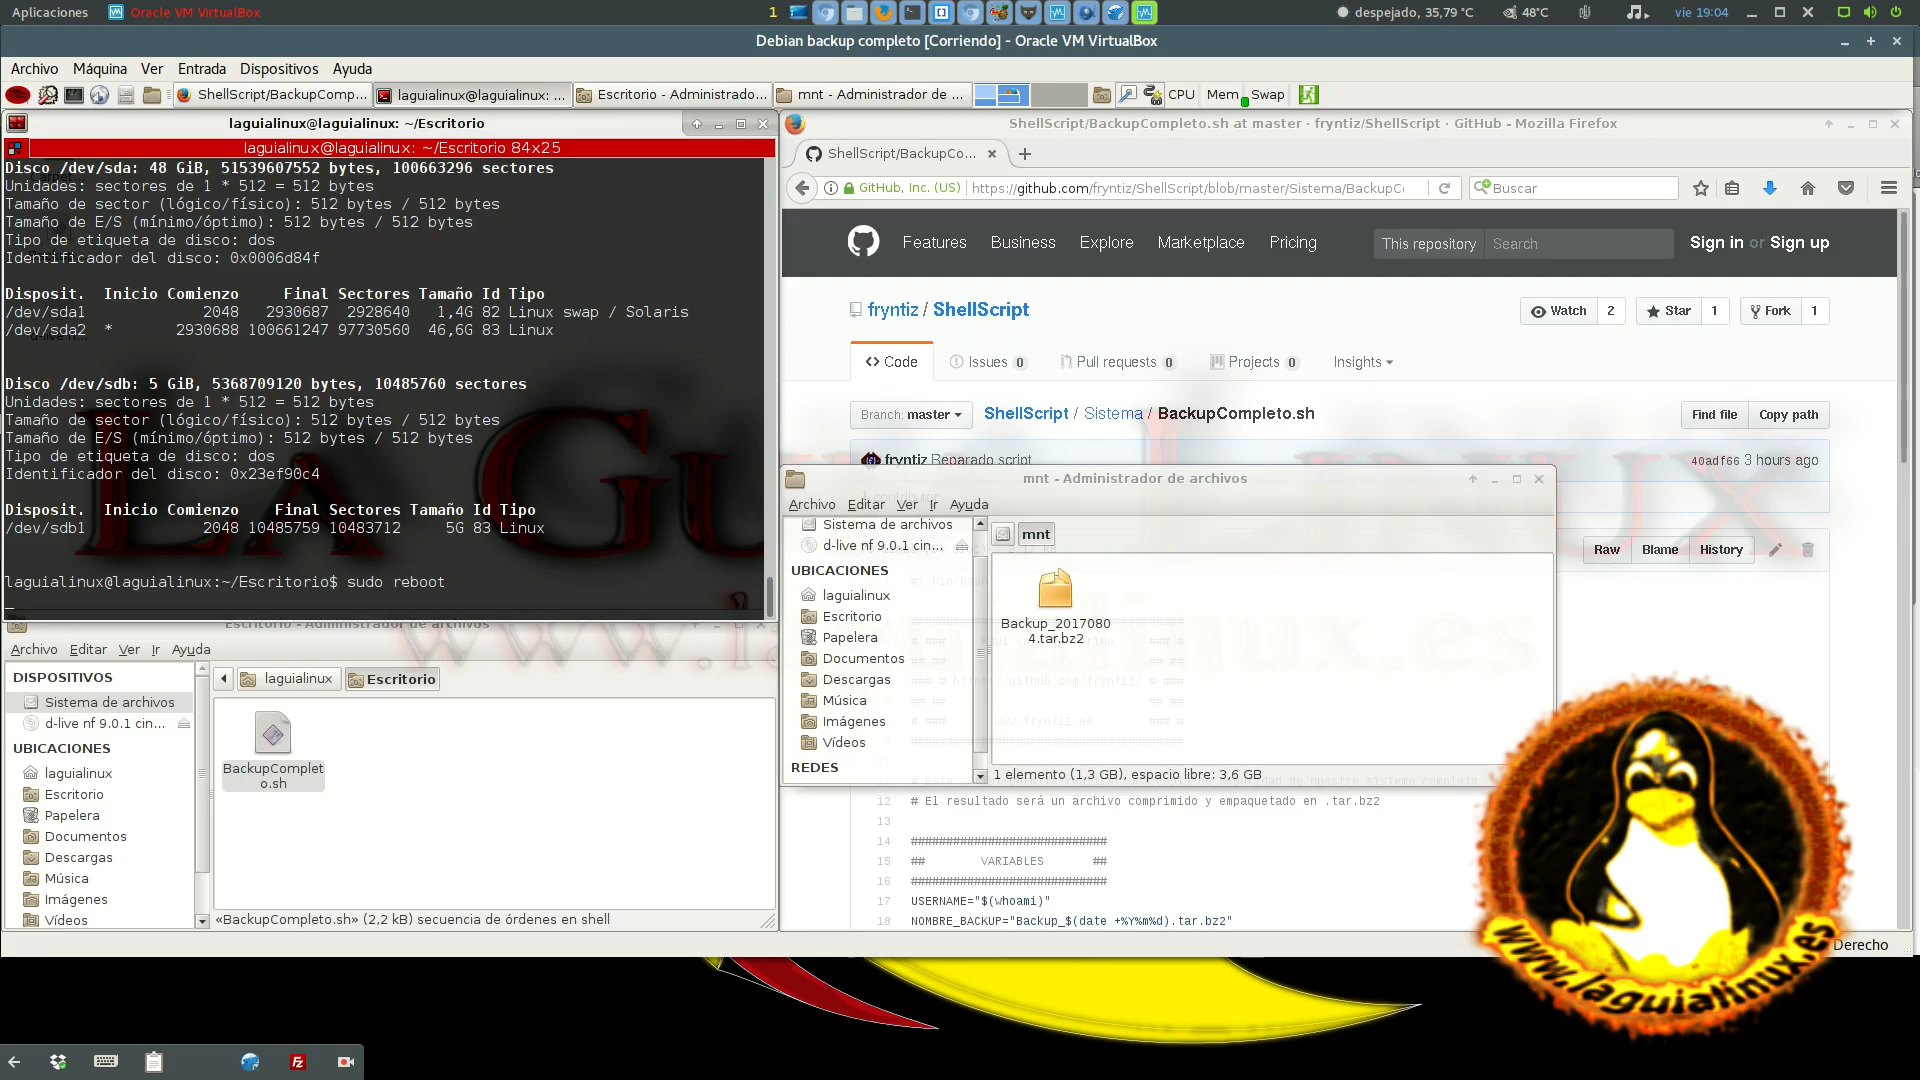 Aplicaciones
Oracle VM VirtualBox
1
despejado, 35,79 °C
48°C
vie 19:04
Debian backup completo [Corriendo] - Oracle VM VirtualBox
Archivo Máquina Ver Entrada Dispositivos Ayuda
ShellScript/BackupComp...
laguialinux@laguialinux: ...
Escritorio - Administrado...
mnt - Administrador de ...
CPU
Mem
Swap
laguialinux@laguialinux: ~/Escritorio
laguialinux@laguialinux: ~/Escritorio 84x25
Disco /dev/sda: 48 GiB, 51539607552 bytes, 100663296 sectores
Unidades: sectores de 1 * 512 = 512 bytes
Tamaño de sector (lógico/físico): 512 bytes / 512 bytes
Tamaño de E/S (mínimo/óptimo): 512 bytes / 512 bytes
Tipo de etiqueta de disco: dos
Identificador del disco: 0x0006d84f
Disposit. Inicio Comienzo Final Sectores Tamaño Id Tipo
/dev/sda1 2048 2930687 2928640 1,4G 82 Linux swap / Solaris
/dev/sda2 * 2930688 100661247 97730560 46,6G 83 Linux
Disco /dev/sdb: 5 GiB, 5368709120 bytes, 10485760 sectores
Unidades: sectores de 1 * 512 = 512 bytes
Tamaño de sector (lógico/físico): 512 bytes / 512 bytes
Tamaño de E/S (mínimo/óptimo): 512 bytes / 512 bytes
Tipo de etiqueta de disco: dos
Identificador del disco: 0x23ef90c4
Disposit. Inicio Comienzo Final Sectores Tamaño Id Tipo
/dev/sdb1 2048 10485759 10483712 5G 83 Linux
laguialinux@laguialinux:~/Escritorio$ sudo reboot
Escritorio - Administrador de archivos
Archivo Editar Ver Ir Ayuda
DISPOSITIVOS
Sistema de archivos
d-live nf 9.0.1 cin...
UBICACIONES
laguialinux
Escritorio
Papelera
Documentos
Descargas
Música
Imágenes
Vídeos
laguialinux
Escritorio
BackupComplet
o.sh
«BackupCompleto.sh» (2,2 kB) secuencia de órdenes en shell
ShellScript/BackupCompleto.sh at master · fryntiz/ShellScript · GitHub - Mozilla Firefox
ShellScript/BackupCo...
GitHub, Inc. (US)
https://github.com/fryntiz/ShellScript/blob/master/Sistema/BackupC
Buscar
Features Business Explore Marketplace Pricing
This repository
Search
Sign in or Sign up
fryntiz / ShellScript
Watch 2
Star 1
Fork 1
Code
Issues 0
Pull requests 0
Projects 0
Insights
Branch: master
ShellScript / Sistema / BackupCompleto.sh
Find file
Copy path
fryntiz Reparado script
40adf66 3 hours ago
Raw
Blame
History
mnt - Administrador de archivos
Archivo Editar Ver Ir Ayuda
Sistema de archivos
d-live nf 9.0.1 cin...
UBICACIONES
laguialinux
Escritorio
Papelera
Documentos
Descargas
Música
Imágenes
Vídeos
REDES
mnt
Backup_2017080
4.tar.bz2
1 elemento (1,3 GB), espacio libre: 3,6 GB
12 # El resultado será un archivo comprimido y empaquetado en .tar.bz2
13
14 ############################
15 ## VARIABLES ##
16 ############################
17 USERNAME="$(whoami)"
18 NOMBRE_BACKUP="Backup_$(date +%Y%m%d).tar.bz2"
Derecho
www.laguialinux.es